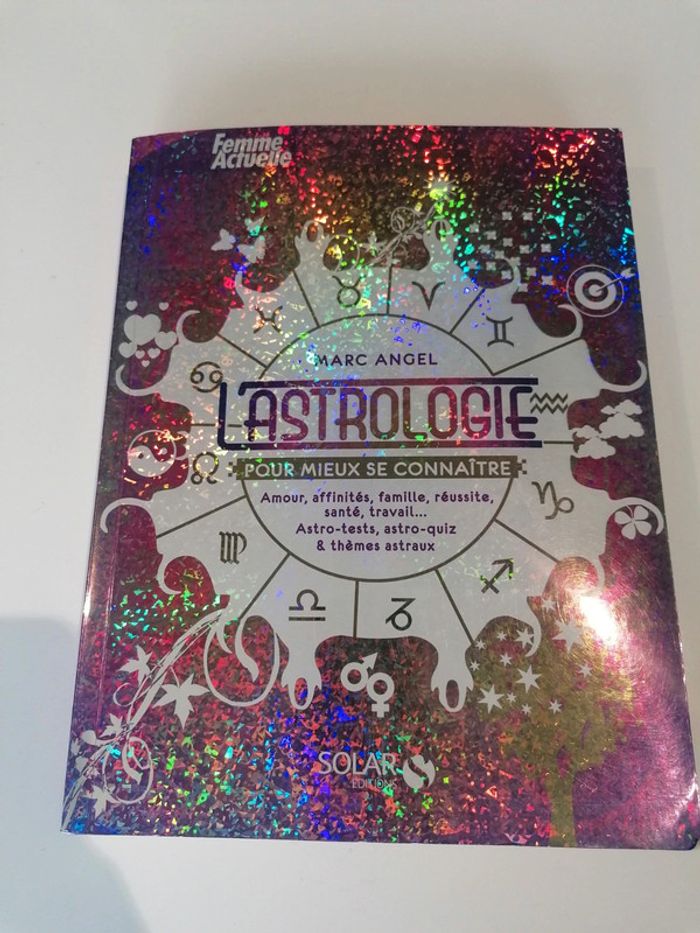 Femme
Actuelle
MARC ANGEL
L'ASTROLOGIE
POUR MIEUX SE CONNAÎTRE
Amour, affinités, famille, réussite,
santé, travail...
Astro-tests, astro-quiz
& thèmes astraux
SOLAR
EDITIONS